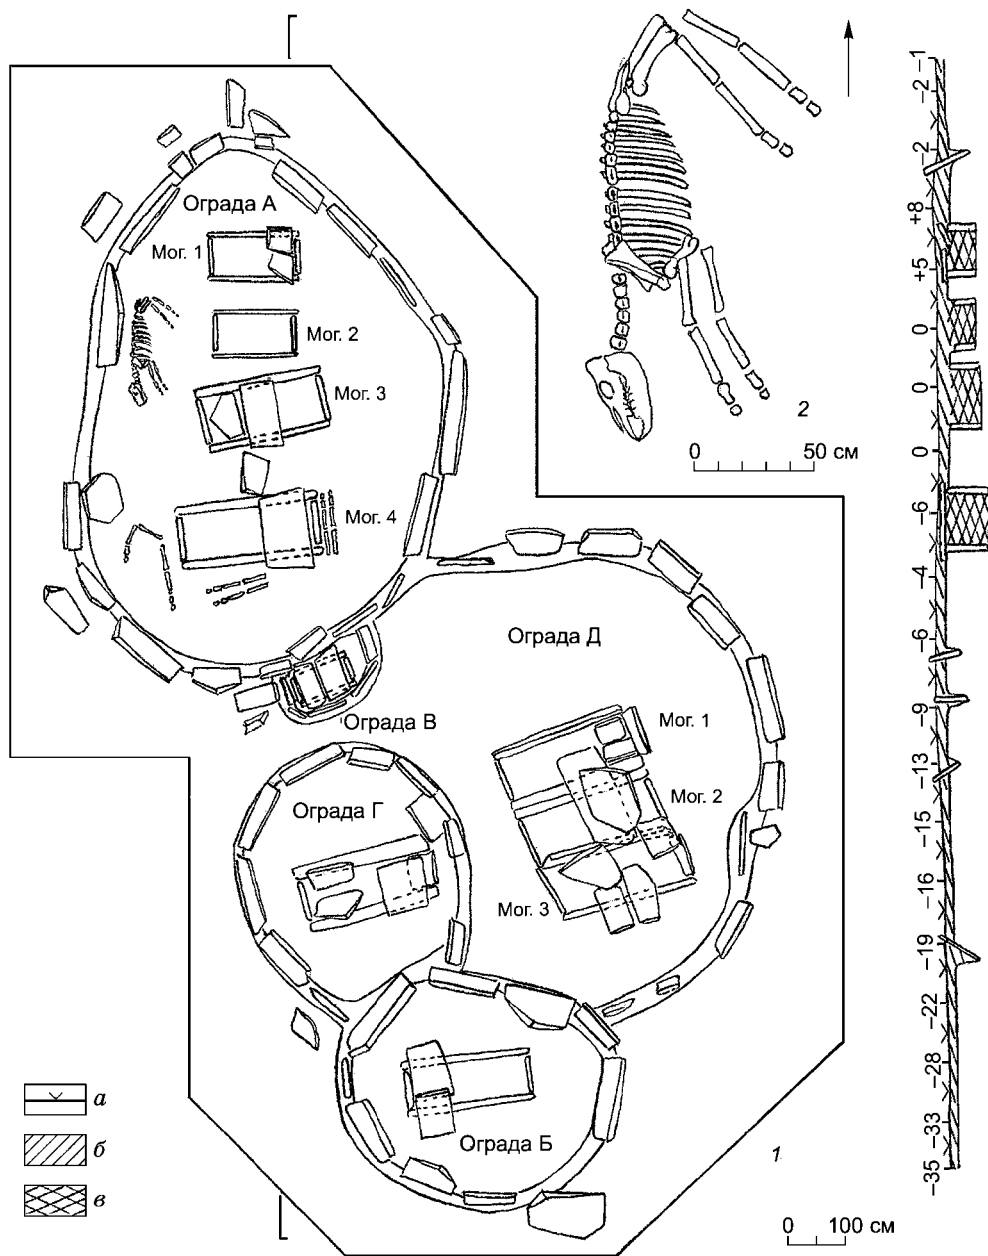 Ограда А
Мог. 1
Мог. 2
Мог. 3
Мог. 4
Ограда Д
Ограда В
Мог. 1
Мог. 2
Ограда Г
Мог. 3
Ограда Б
а
б
в
1
0 100 см
2
0 50 см
−1
−2
−2
+8
+5
0
0
0
−6
−4
−6
−9
−13
−15
−16
−19
−22
−28
−33
−35